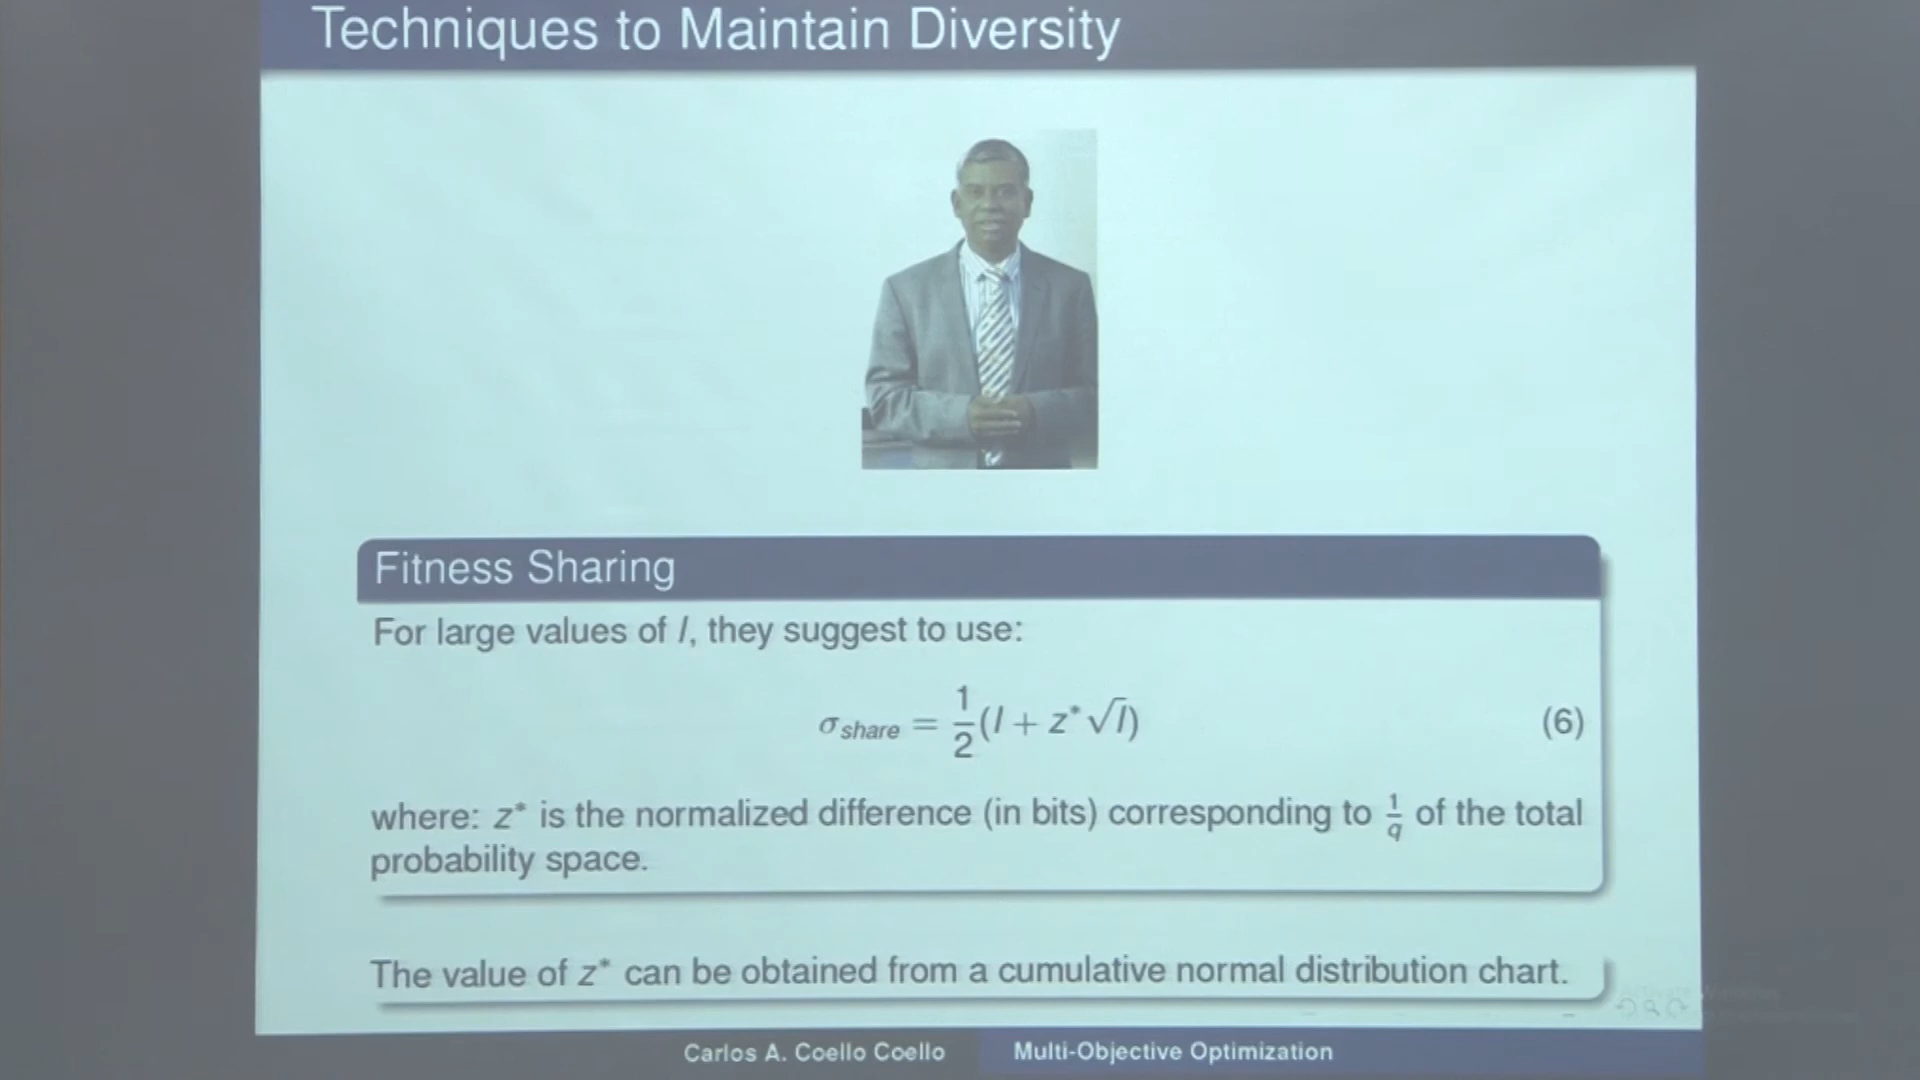 Techniques to Maintain Diversity
Fitness Sharing
For large values of l, they suggest to use:
σ_share = 1/2 (l + z* √l) (6)
where: z* is the normalized difference (in bits) corresponding to 1/q of the total
probability space.
The value of z* can be obtained from a cumulative normal distribution chart.
Carlos A. Coello Coello Multi-Objective Optimization